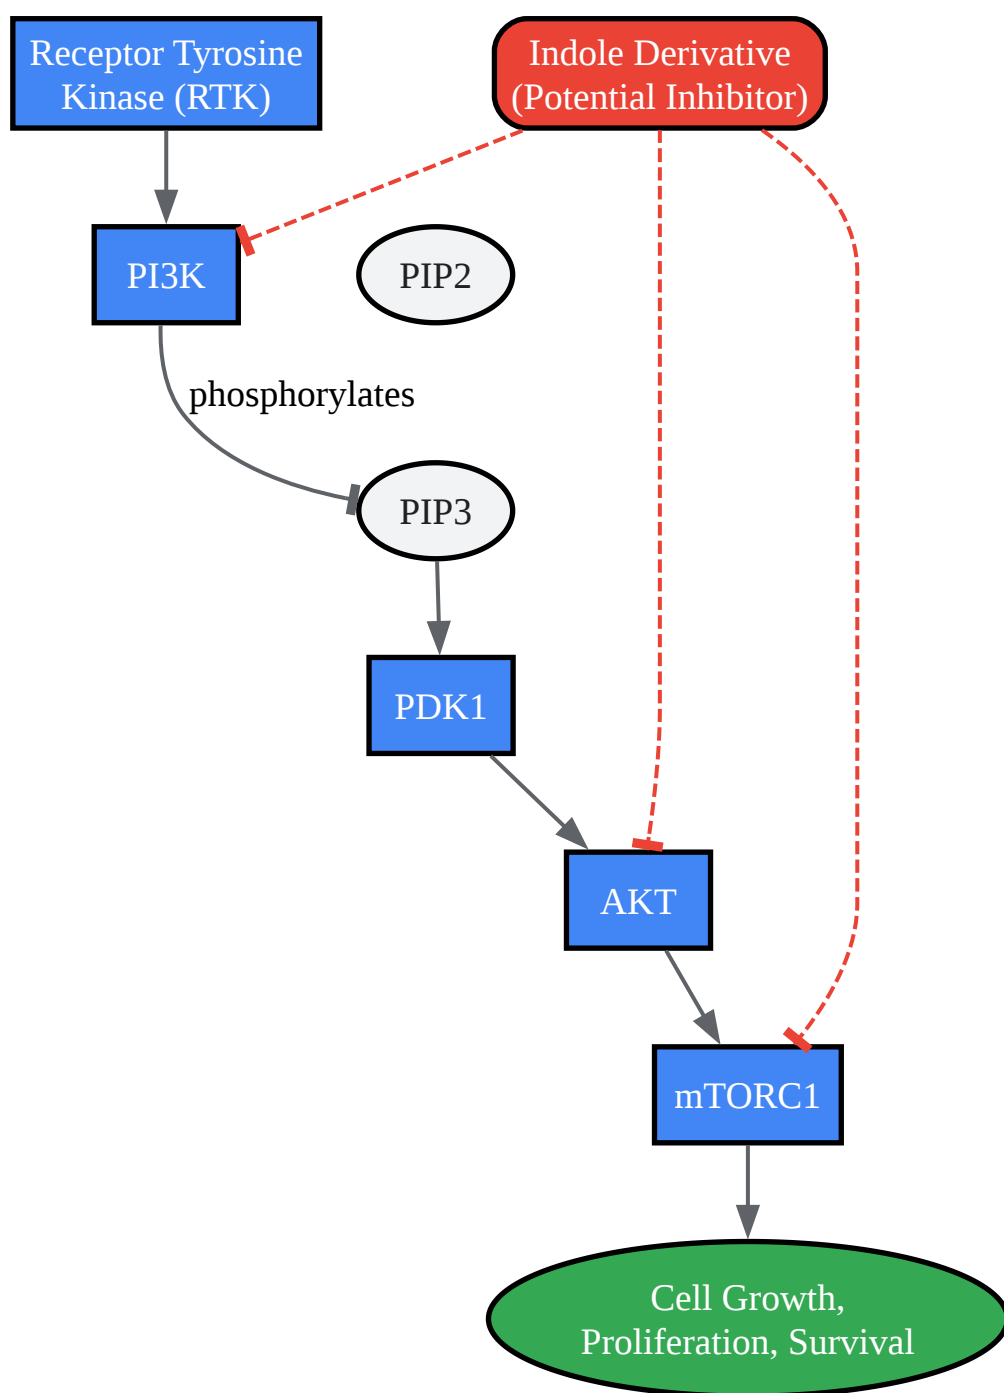 Receptor Tyrosine
Kinase (RTK)
Indole Derivative
(Potential Inhibitor)
PI3K
PIP2
phosphorylates
PIP3
PDK1
AKT
mTORC1
Cell Growth,
Proliferation, Survival